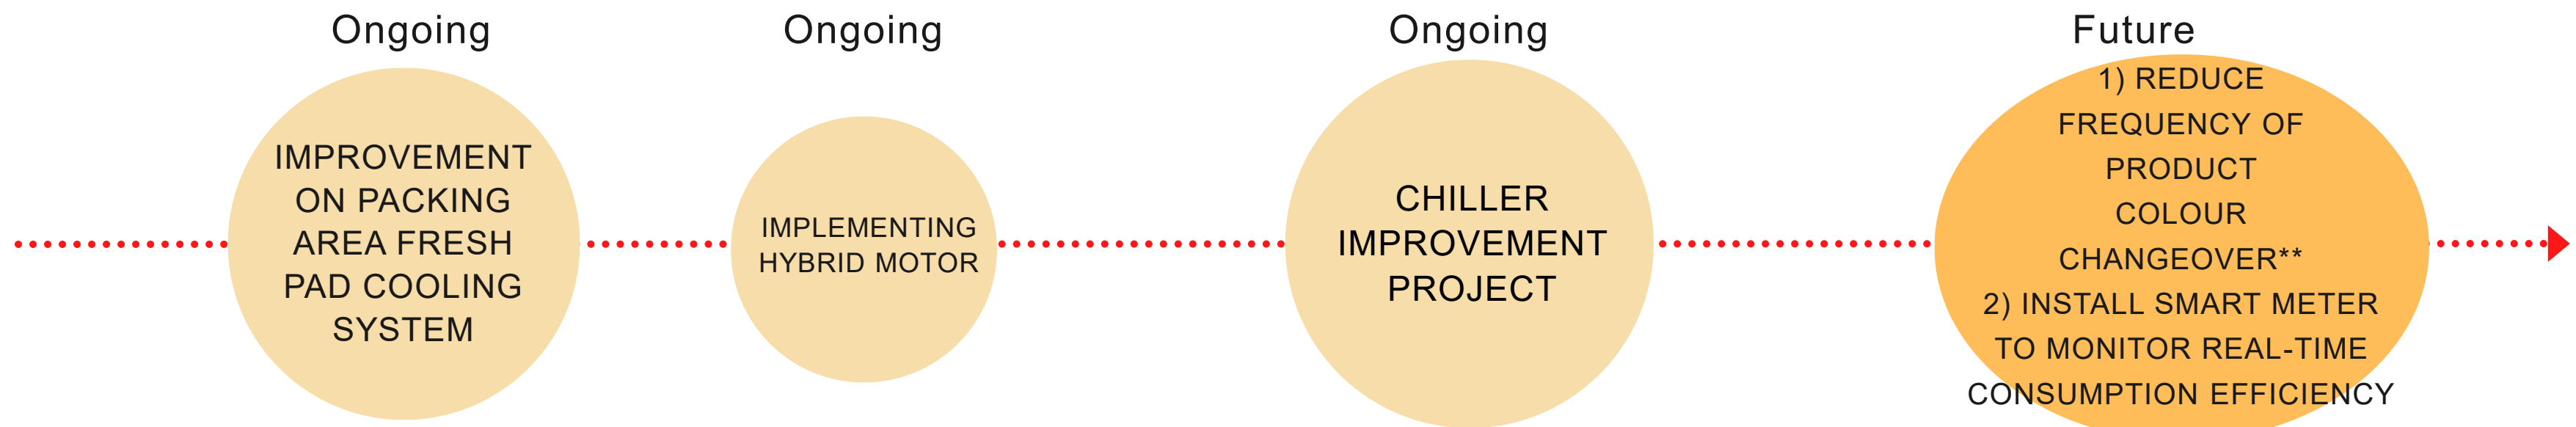 Ongoing
IMPROVEMENT
ON PACKING
AREA FRESH
PAD COOLING
SYSTEM
Ongoing
IMPLEMENTING
HYBRID MOTOR
Ongoing
CHILLER
IMPROVEMENT
PROJECT
Future
1) REDUCE
FREQUENCY OF
PRODUCT
COLOUR
CHANGEOVER**
2) INSTALL SMART METER
TO MONITOR REAL-TIME
CONSUMPTION EFFICIENCY